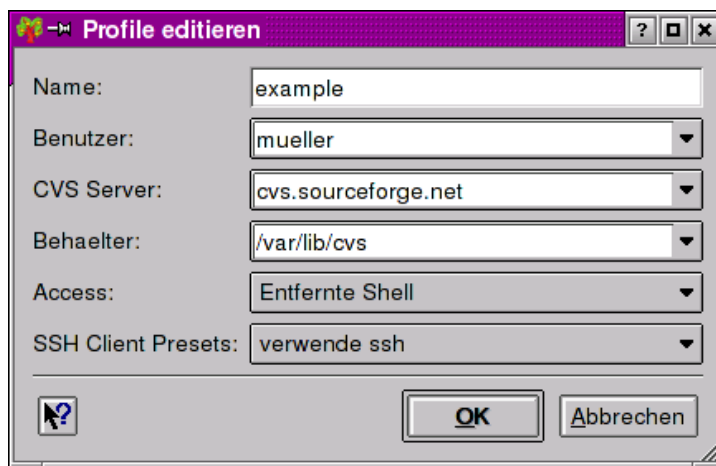 Profile editieren
Name: example
Benutzer: mueller
CVS Server: cvs.sourceforge.net
Behaelter: /var/lib/cvs
Access: Entfernte Shell
SSH Client Presets: verwende ssh
OK Abbrechen